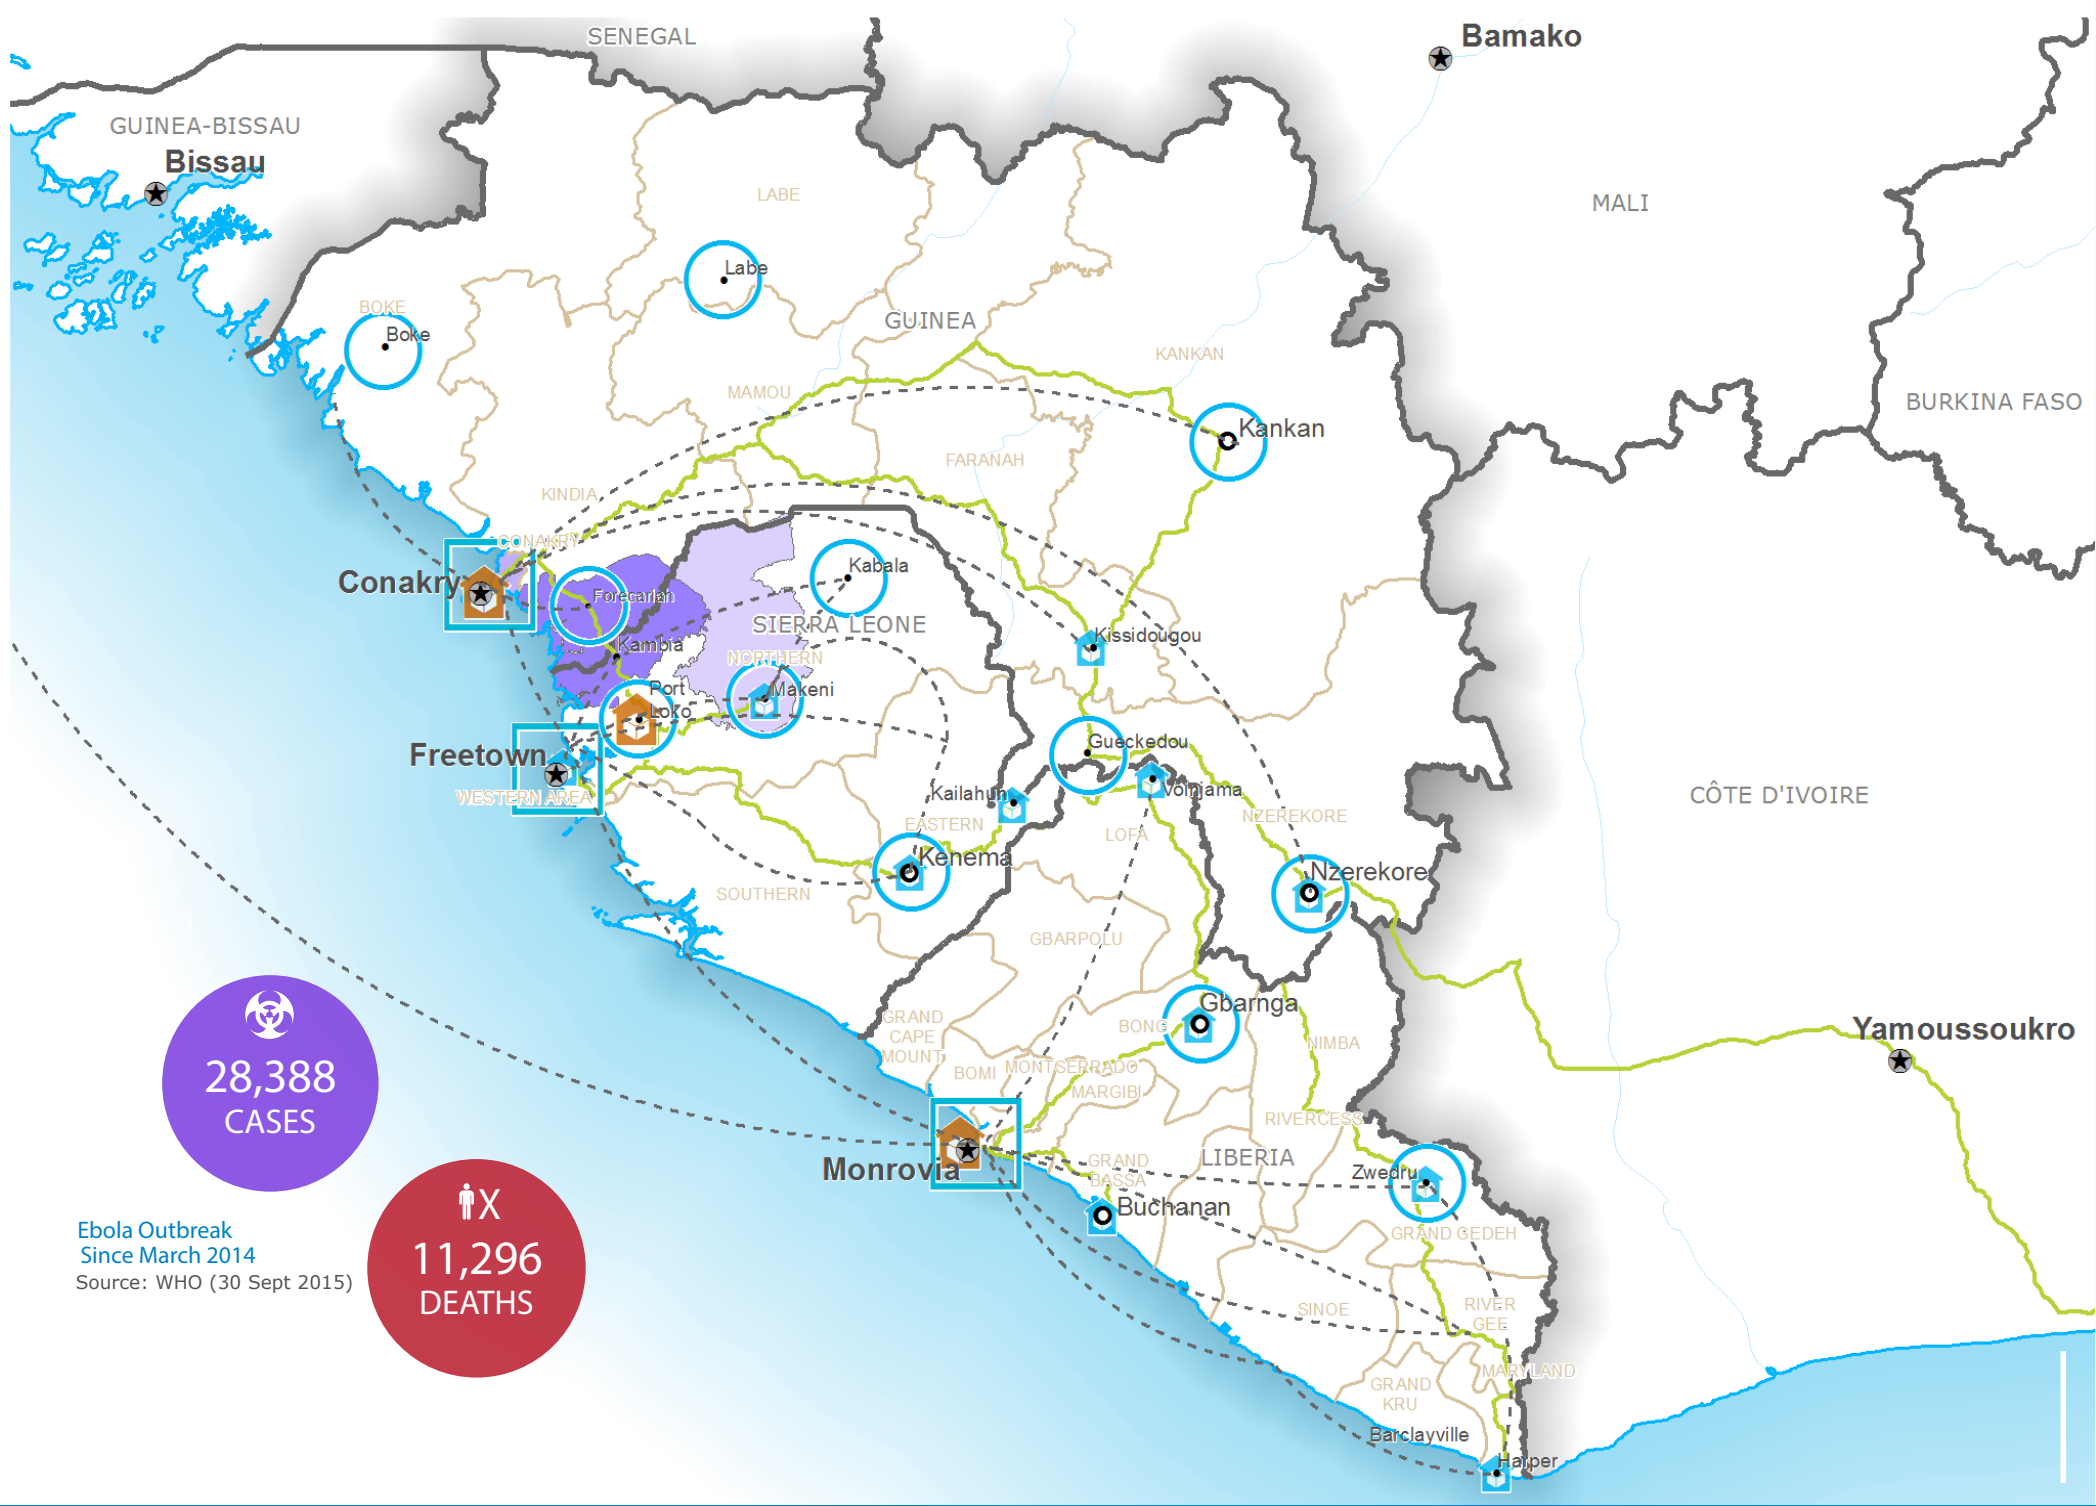 SENEGAL
Bamako
GUINEA-BISSAU
Bissau
LABE
MALI
Labe
BOKE
Boke
GUINEA
KANKAN
MAMOU
BURKINA FASO
Kankan
FARANAH
KINDIA
CONAKRY
Conakry
Forecariah
Kabala
SIERRA LEONE
Kambia
Kissidougou
NORTHERN
Port
Loko
Makeni
Freetown
Gueckedou
WESTERN AREA
Kailahun
Voinjama
CÔTE D'IVOIRE
EASTERN
LOFA
NZEREKORE
Kenema
Nzerekore
SOUTHERN
1
GBARPOLU
Gbarnga
GRAND
CAPE
MOUNT
BONG
NIMBA
Yamoussoukro
BOMI
MONTSERRADO
MARGIBI
28,388
CASES
RIVERCESS
Monrovia
GRAND
BASSA
LIBERIA
Zwedru
Buchanan
X
11,296
DEATHS
Ebola Outbreak
Since March 2014
Source: WHO (30 Sept 2015)
GRAND GEDEH
SINOE
RIVER
GEE
MARYLAND
GRAND
KRU
Barclayville
Harper